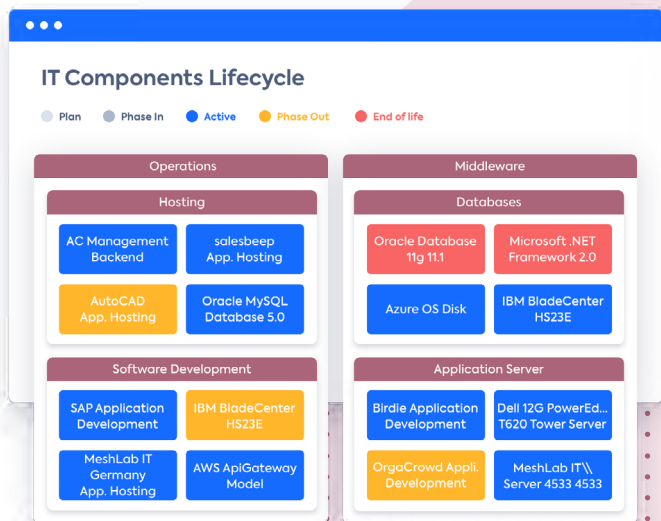 IT Components Lifecycle
Plan
Phase In
Active
Phase Out
End of life
Operations
Hosting
AC Management
Backend
salesbeep
App. Hosting
AutoCAD
App. Hosting
Oracle MySQL
Database 5.0
Software Development
SAP Application
Development
IBM BladeCenter
HS23E
MeshLab IT
Germany
App. Hosting
AWS ApiGateway
Model
Middleware
Databases
Oracle Database
11g 11.1
Microsoft .NET
Framework 2.0
Azure OS Disk
IBM BladeCenter
HS23E
Application Server
Birdie Application
Development
Dell 12G PowerEd...
T620 Tower Server
OrgaCrowd Appli.
Development
MeshLab IT\\
Server 4533 4533